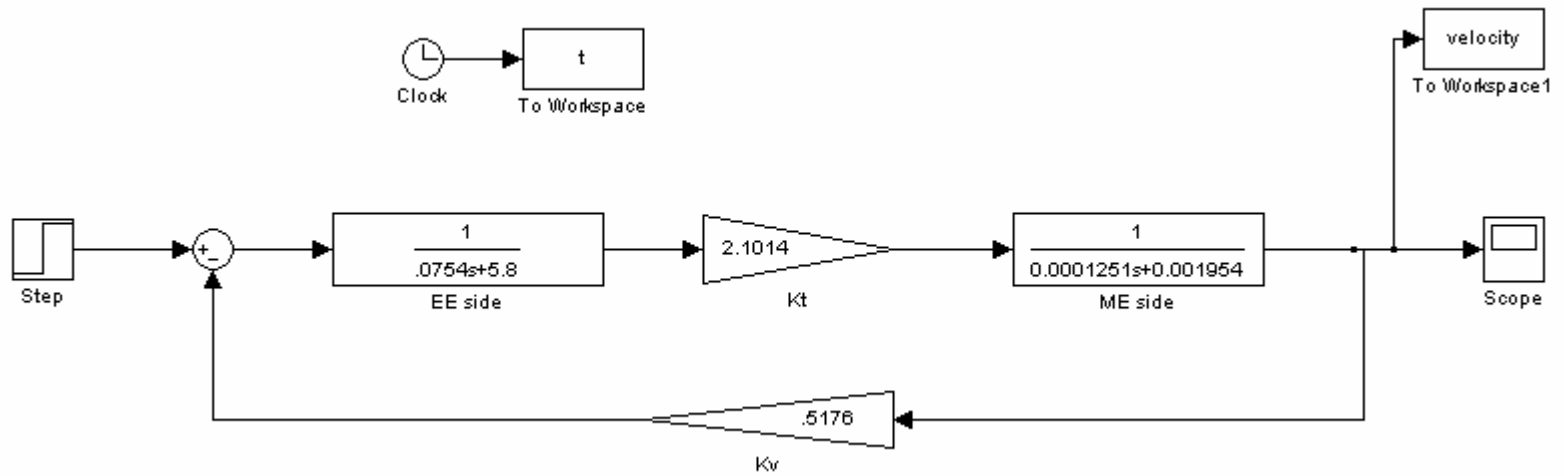 velocity
To Workspace1
t
Clock
To Workspace
Step
+
−
1
.0754s+5.8
EE side
2.1014
Kt
1
0.0001251s+0.001954
ME side
Scope
.5176
Kv